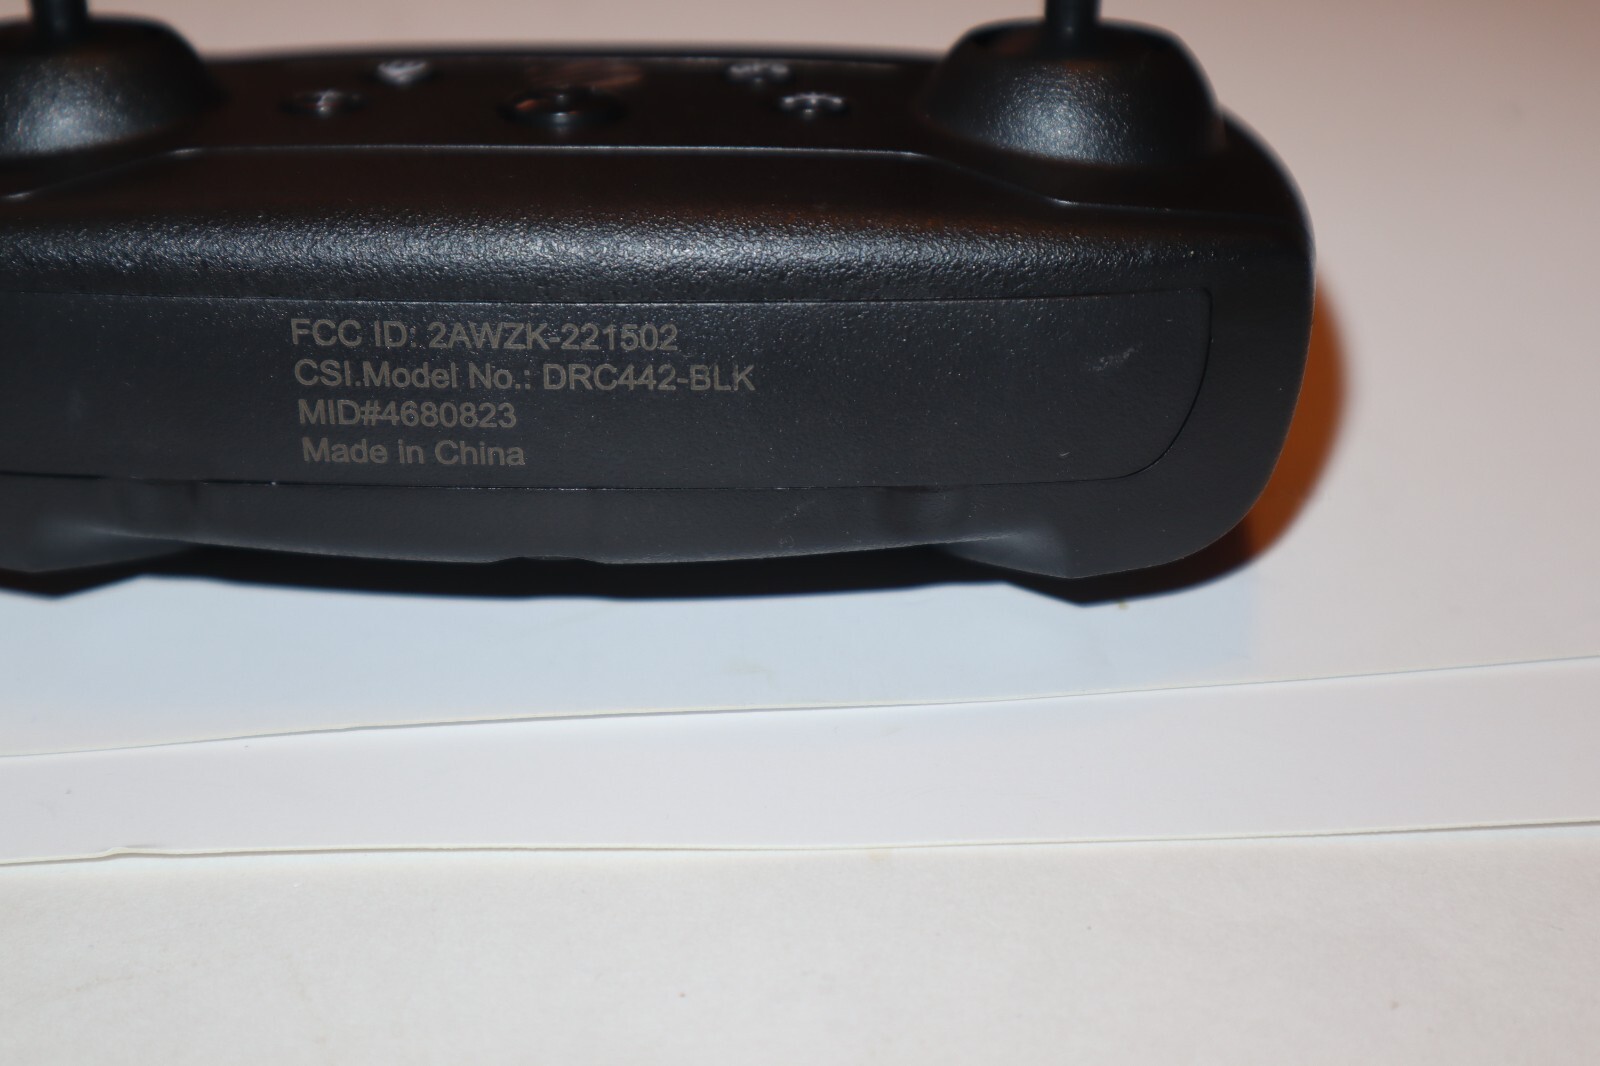 FCC ID: 2AWZK-221502
CSI.Model No.: DRC442-BLK
MID#4680823
Made in China